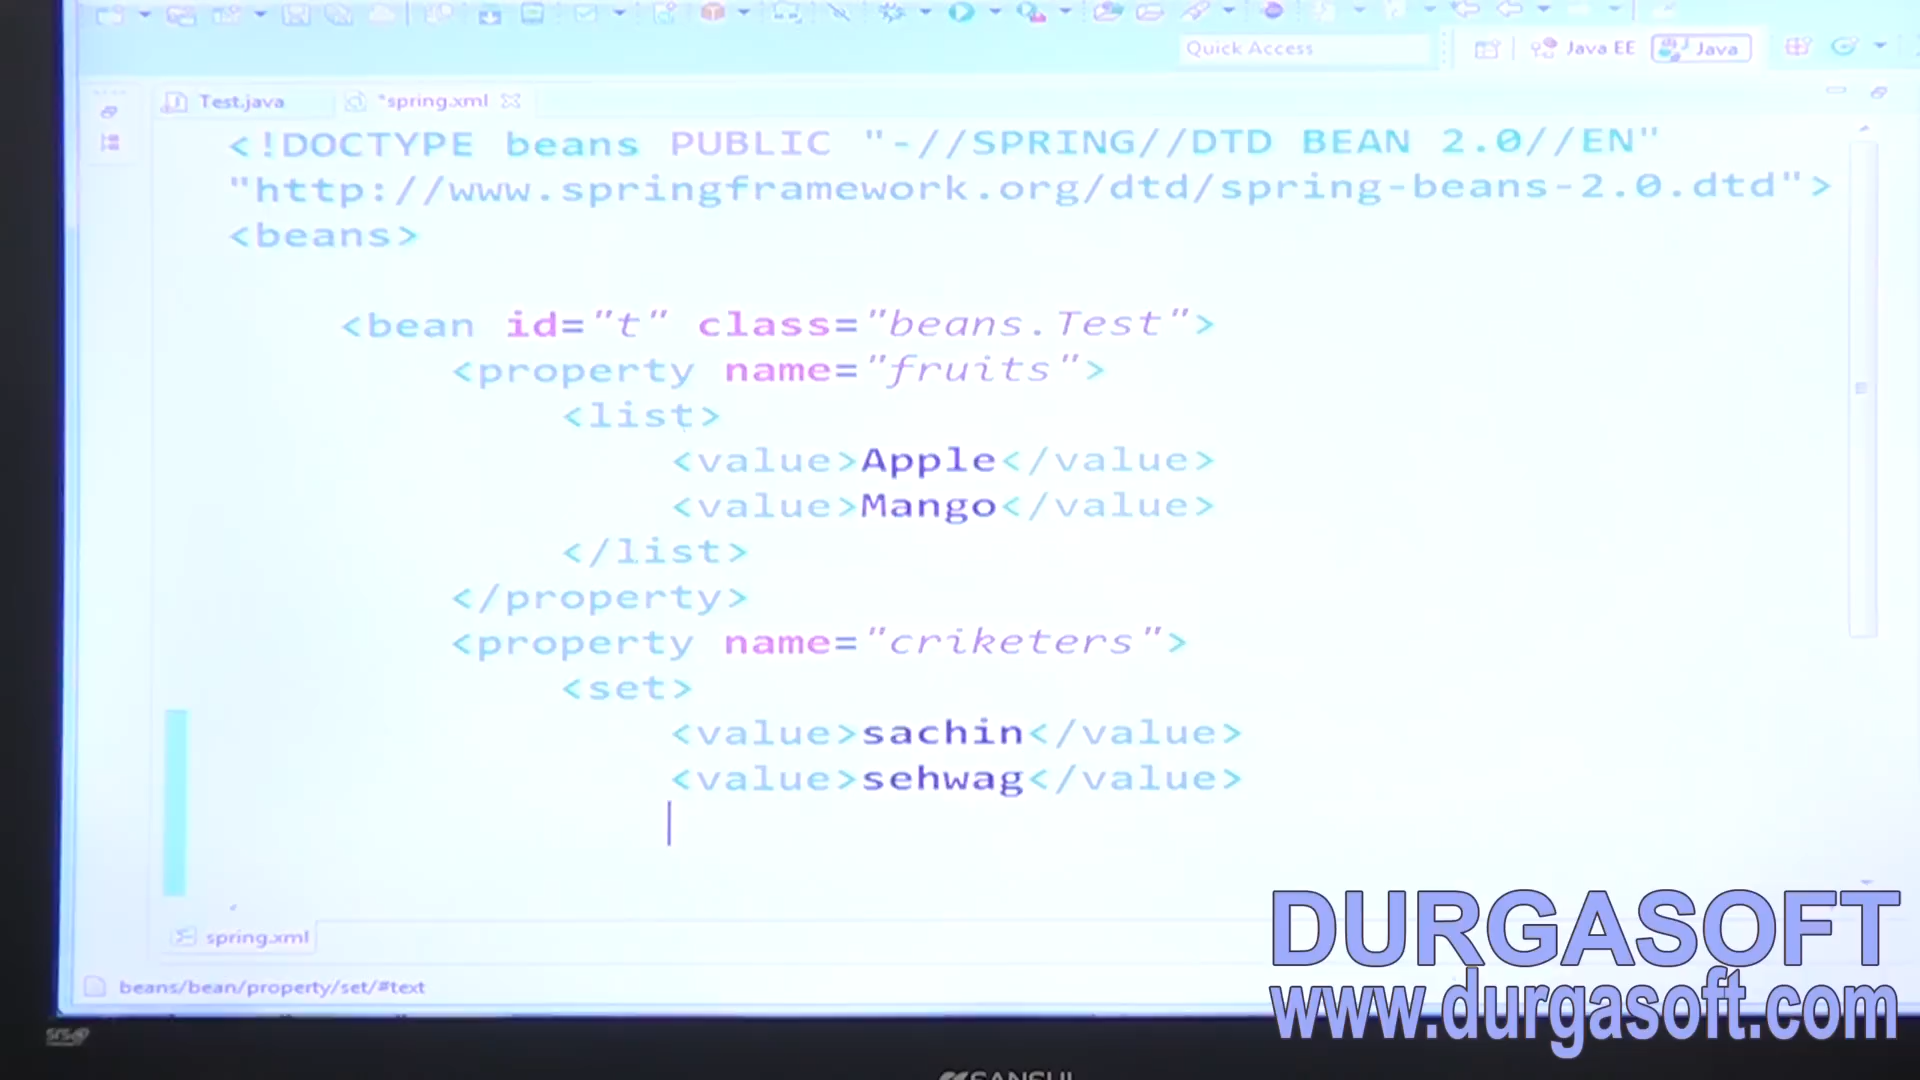 Quick Access
Java EE
Java
Test.java
*spring.xml
<!DOCTYPE beans PUBLIC "-//SPRING//DTD BEAN 2.0//EN"
"http://www.springframework.org/dtd/spring-beans-2.0.dtd">
<beans>
<bean id="t" class="beans.Test">
<property name="fruits">
<list>
<value>Apple</value>
<value>Mango</value>
</list>
</property>
<property name="criketers">
<set>
<value>sachin</value>
<value>sehwag</value>
spring.xml
beans/bean/property/set/#text
DURGASOFT
www.durgasoft.com
SANSUI